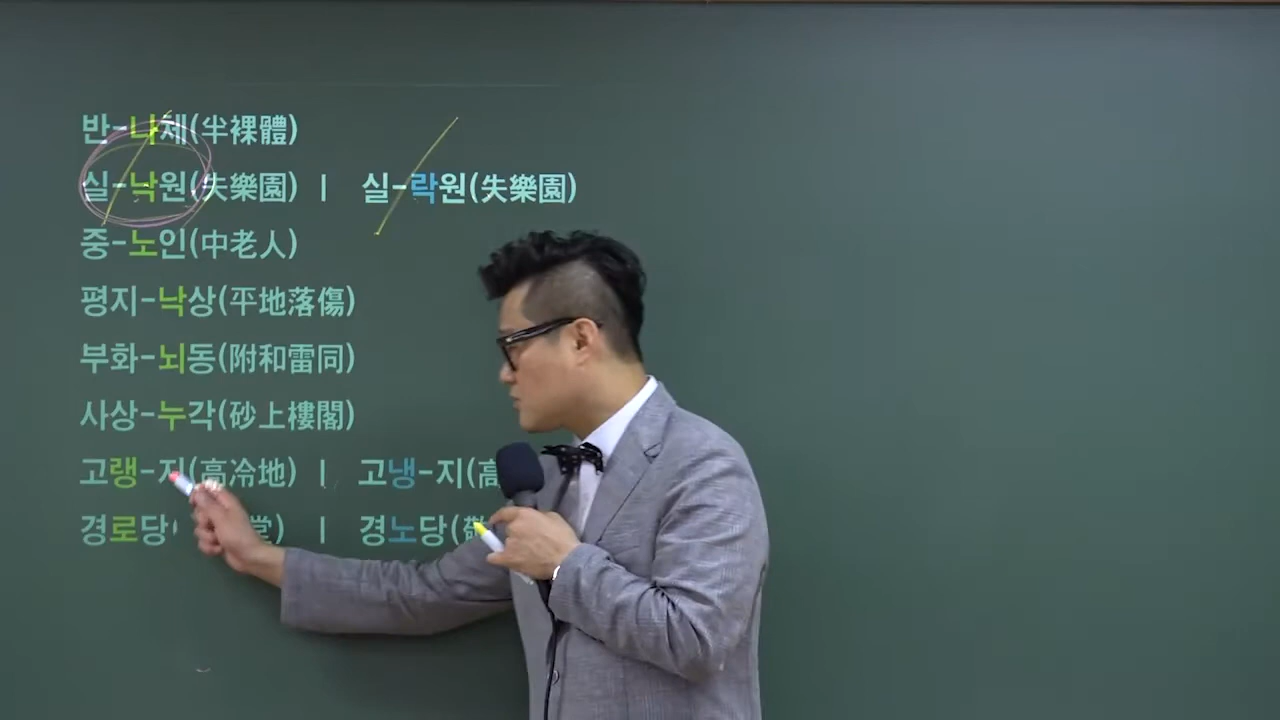 반-나체(半裸體)
실-낙원(失樂園) | 실-락원(失樂園)
중-노인(中老人)
평지-낙상(平地落傷)
부화-뇌동(附和雷同)
사상-누각(砂上樓閣)
고랭-지(高冷地) | 고냉-지(高
경로당( 堂) | 경노당(敬